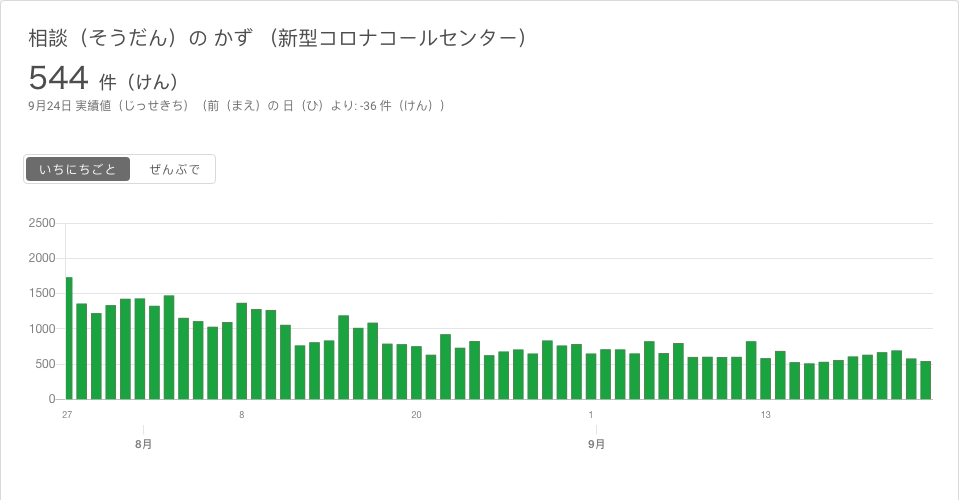 相談（そうだん）の かず （新型コロナコールセンター）
544 件（けん）
9月24日 実績値（じっせきち）（前（まえ）の 日（ひ）より: -36 件（けん））
いちにちごと ぜんぶで
2500
2000
1500
1000
500
0
27 8 20 1 13
8月 9月